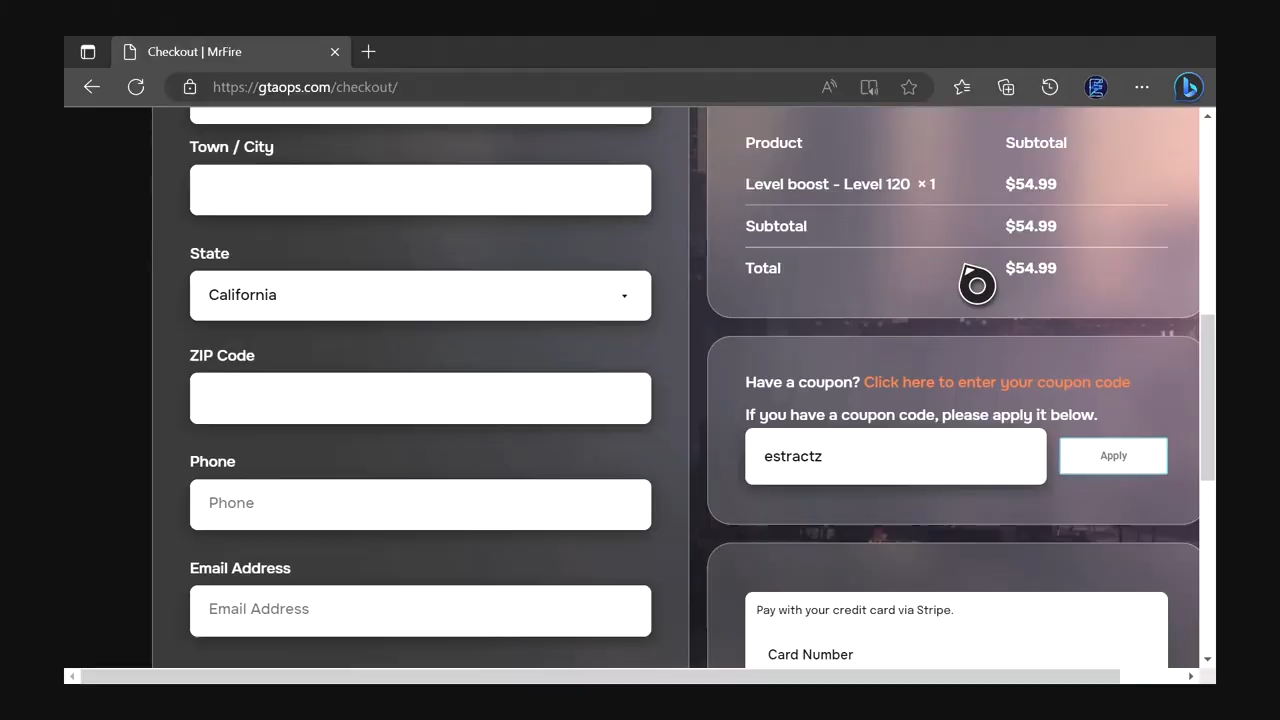 Checkout | MrFire
https://gtaops.com/checkout/
Town / City
State
California
ZIP Code
Phone
Phone
Email Address
Email Address
Product Subtotal
Level boost - Level 120 × 1 $54.99
Subtotal $54.99
Total $54.99
Have a coupon? Click here to enter your coupon code
If you have a coupon code, please apply it below.
estractz
Apply
Pay with your credit card via Stripe.
Card Number